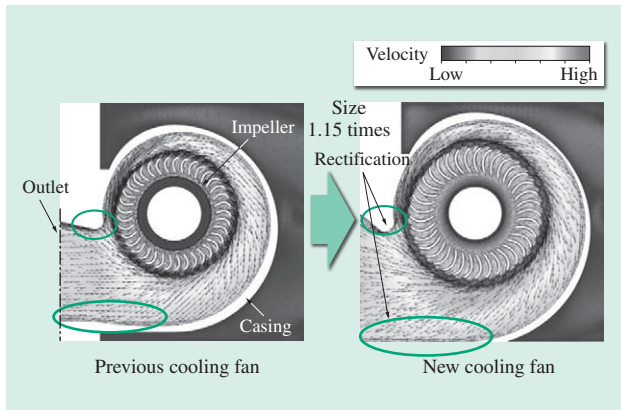 Velocity
Low High
Size
1.15 times
Impeller
Rectification
Outlet
Casing
Previous cooling fan
New cooling fan